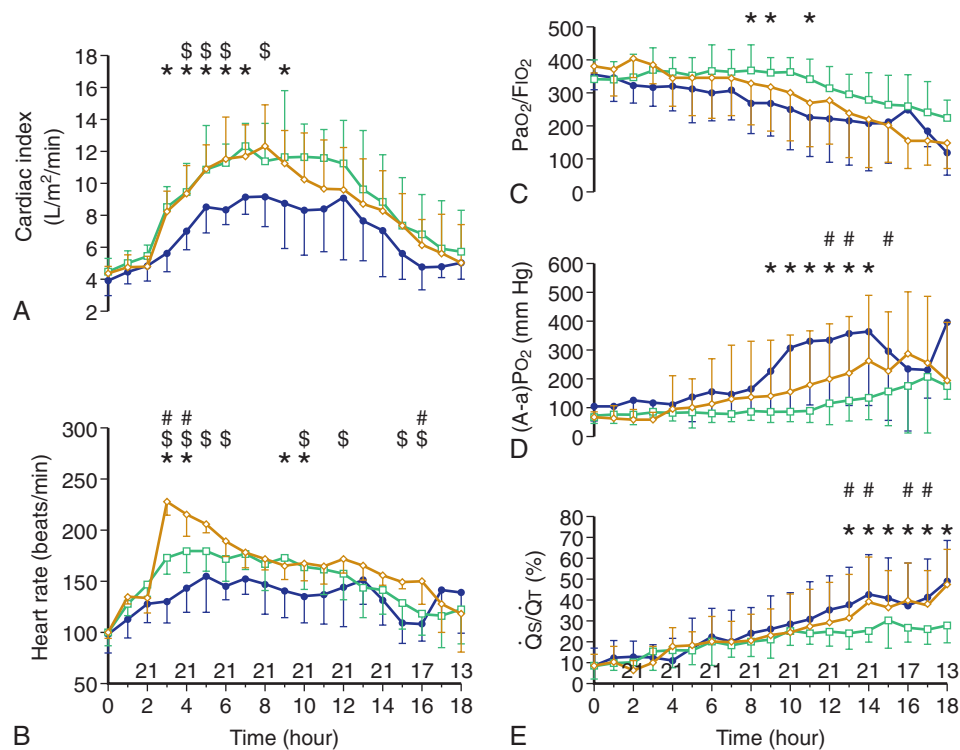 $ $ $ $
* * * * * *
18
16
14
12
10
8
6
4
2
Cardiac index
(L/m²/min)
A
# # #
$ $ $ $ $ $ $ $
* * * *
300
250
200
150
100
50
Heart rate (beats/min)
21 21 21 21 21 21 21 17 13
0 2 4 6 8 10 12 14 16 18
Time (hour)
B
* * *
400
300
200
100
0
PaO₂/FIO₂
C
# # #
* * * * * *
600
500
400
300
200
100
0
(A-a)PO₂ (mm Hg)
D
# # # #
* * * * * *
80
70
60
50
40
30
20
10
0
Q̇S/Q̇T (%)
21 21 21 21 21 21 21 17 13
0 2 4 6 8 10 12 14 16 18
Time (hour)
E